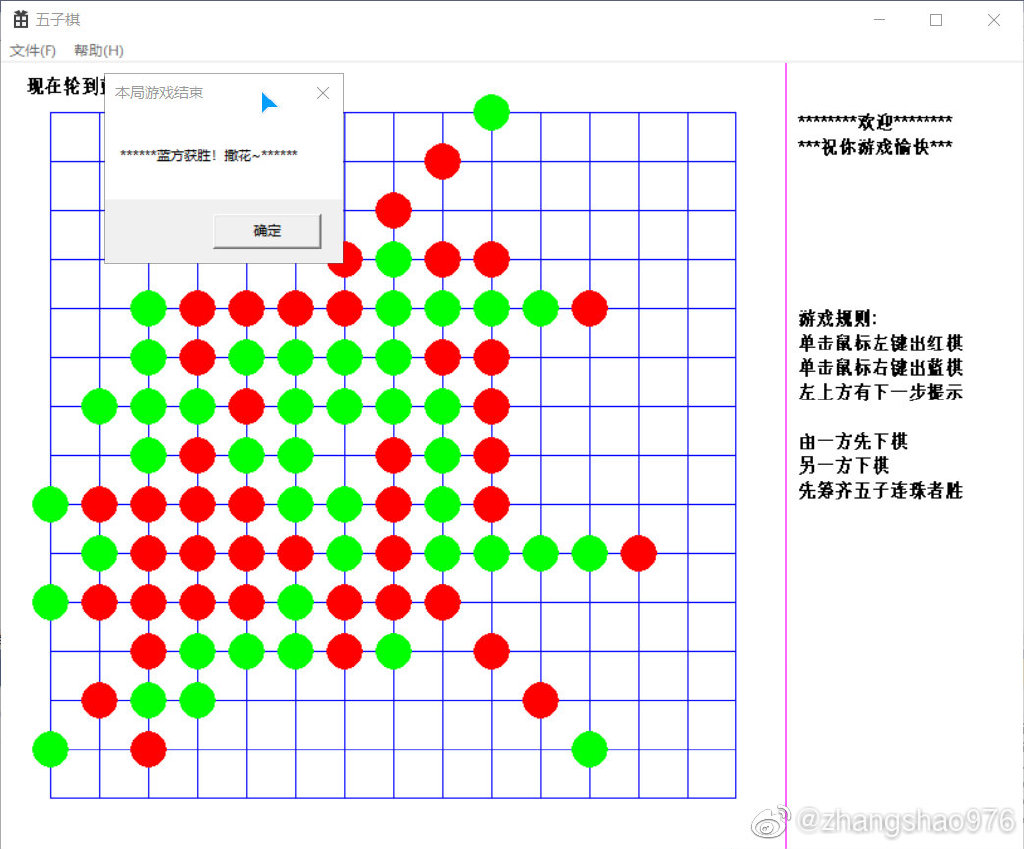 五子棋
文件(F) 帮助(H)
现在轮到
本局游戏结束
******蓝方获胜！撒花~******
确定
********欢迎********
***祝你游戏愉快***
游戏规则：
单击鼠标左键出红棋
单击鼠标右键出蓝棋
左上方有下一步提示
由一方先下棋
另一方下棋
先凑齐五子连珠者胜
@zhangshao976